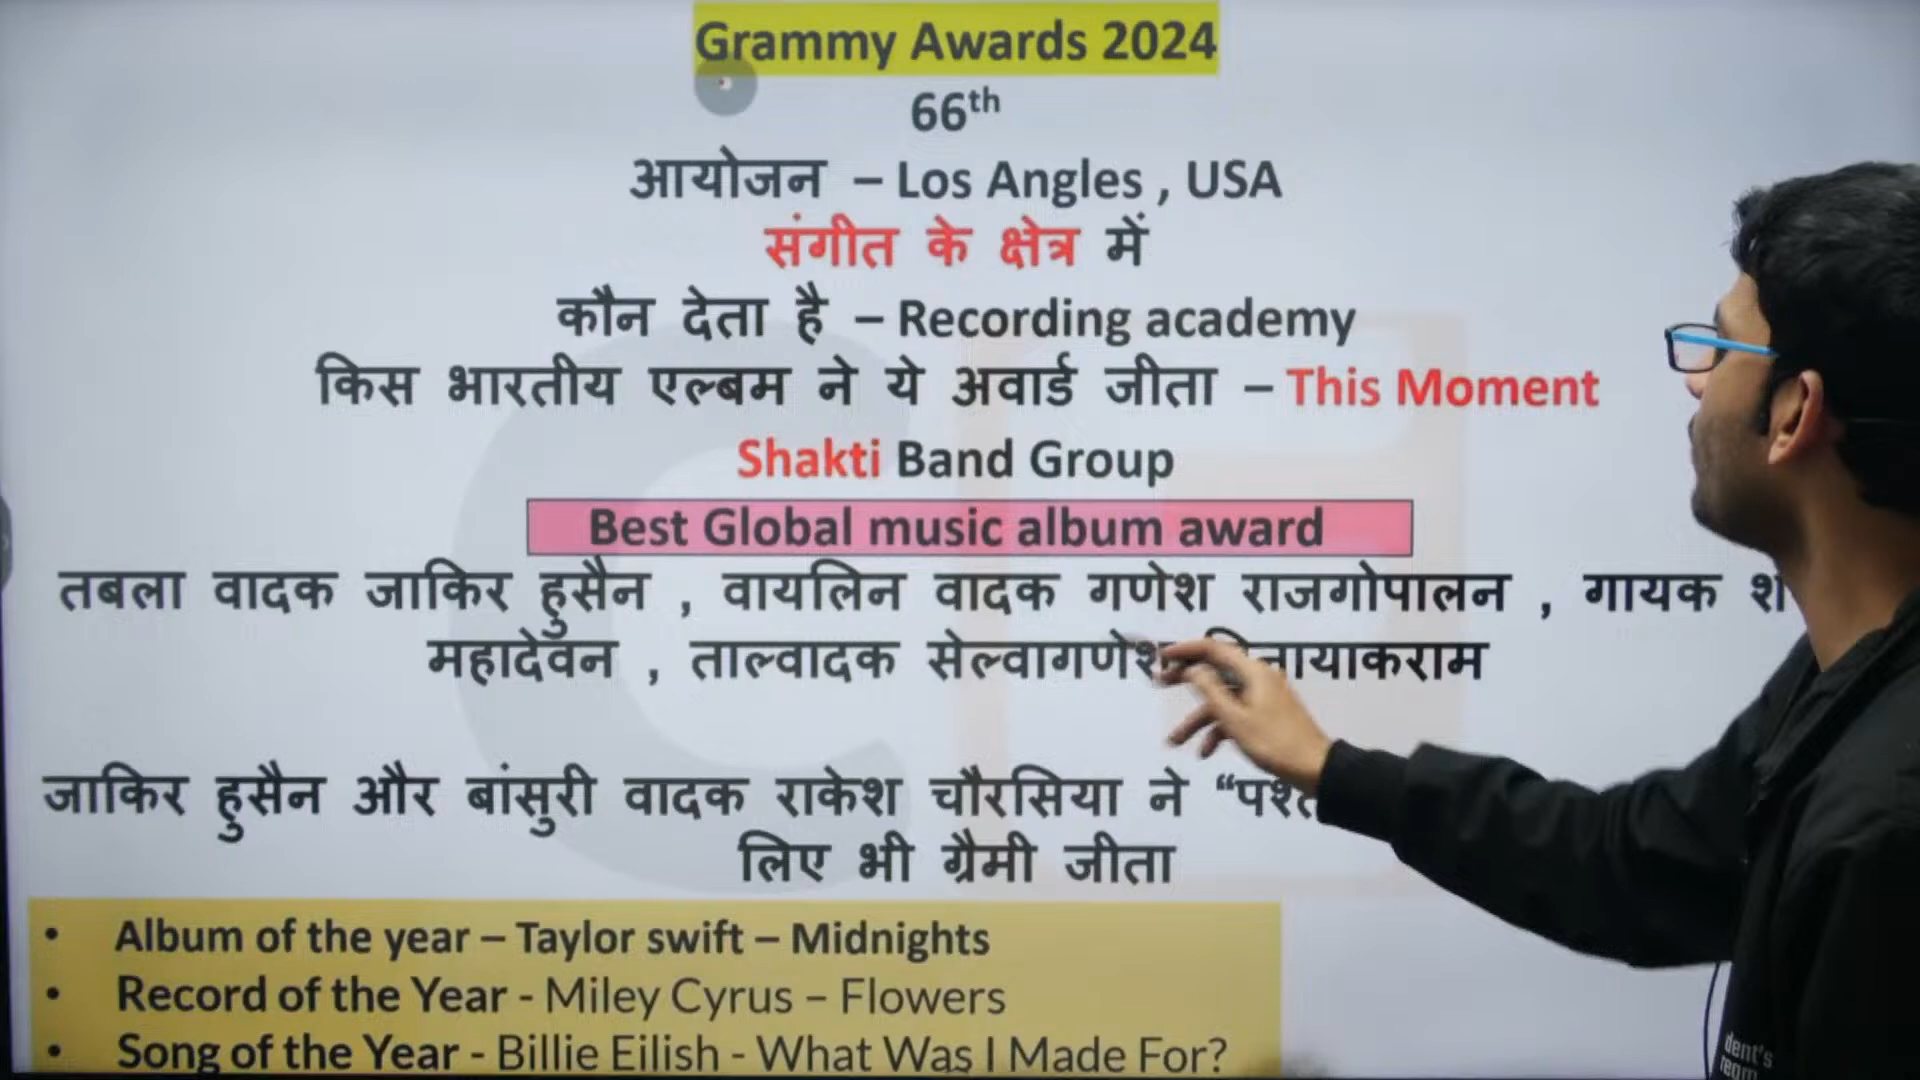 Grammy Awards 2024
66th
आयोजन – Los Angles , USA
संगीत के क्षेत्र में
कौन देता है – Recording academy
किस भारतीय एल्बम ने ये अवार्ड जीता – This Moment
Shakti Band Group
Best Global music album award
तबला वादक जाकिर हुसैन , वायलिन वादक गणेश राजगोपालन , गायक
महादेवन , ताल्वादक सेल्वागणेश
जाकिर हुसैन और बांसुरी वादक राकेश चौरसिया ने
लिए भी ग्रैमी जीता
• Album of the year – Taylor swift – Midnights
• Record of the Year - Miley Cyrus – Flowers
• Song of the Year - Billie Eilish - What Was I Made For?